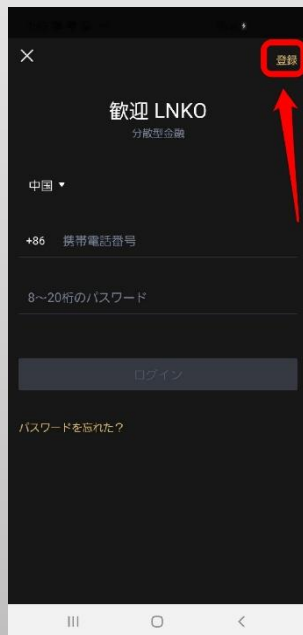 ×
登録
歓迎 LNKO
分散型金融
中国 ▼
+86 携帯電話番号
8〜20桁のパスワード
ログイン
パスワードを忘れた？